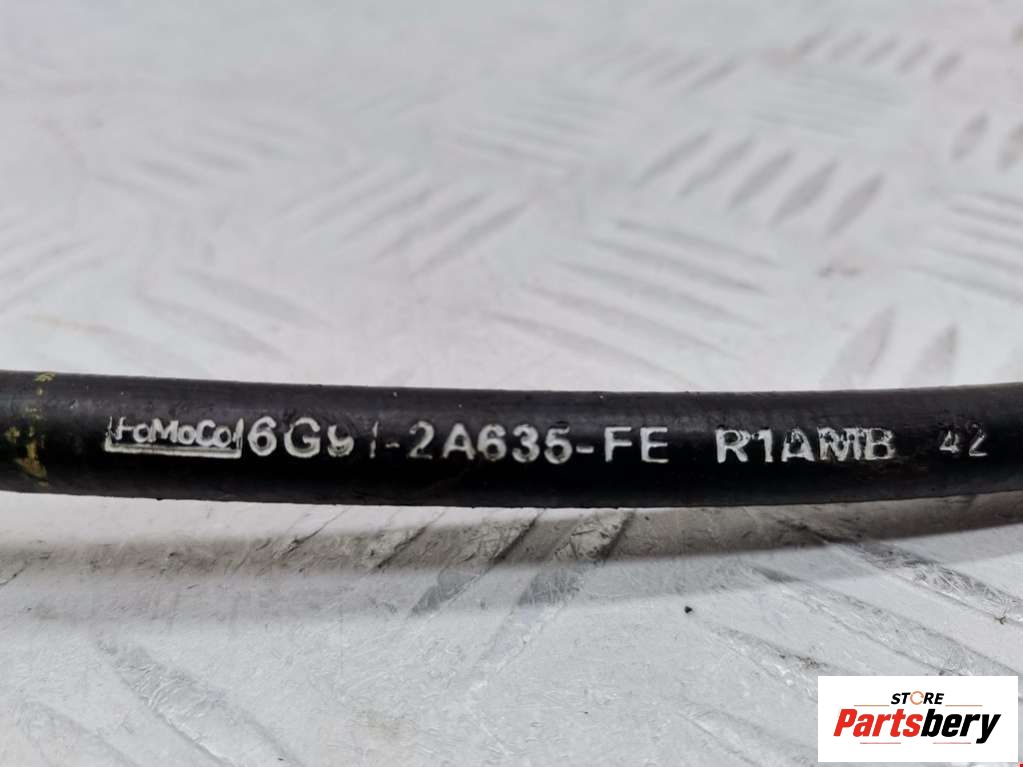 FoMoCo 6G91-2A635-FE R1AMB 42
STORE
Partsbery